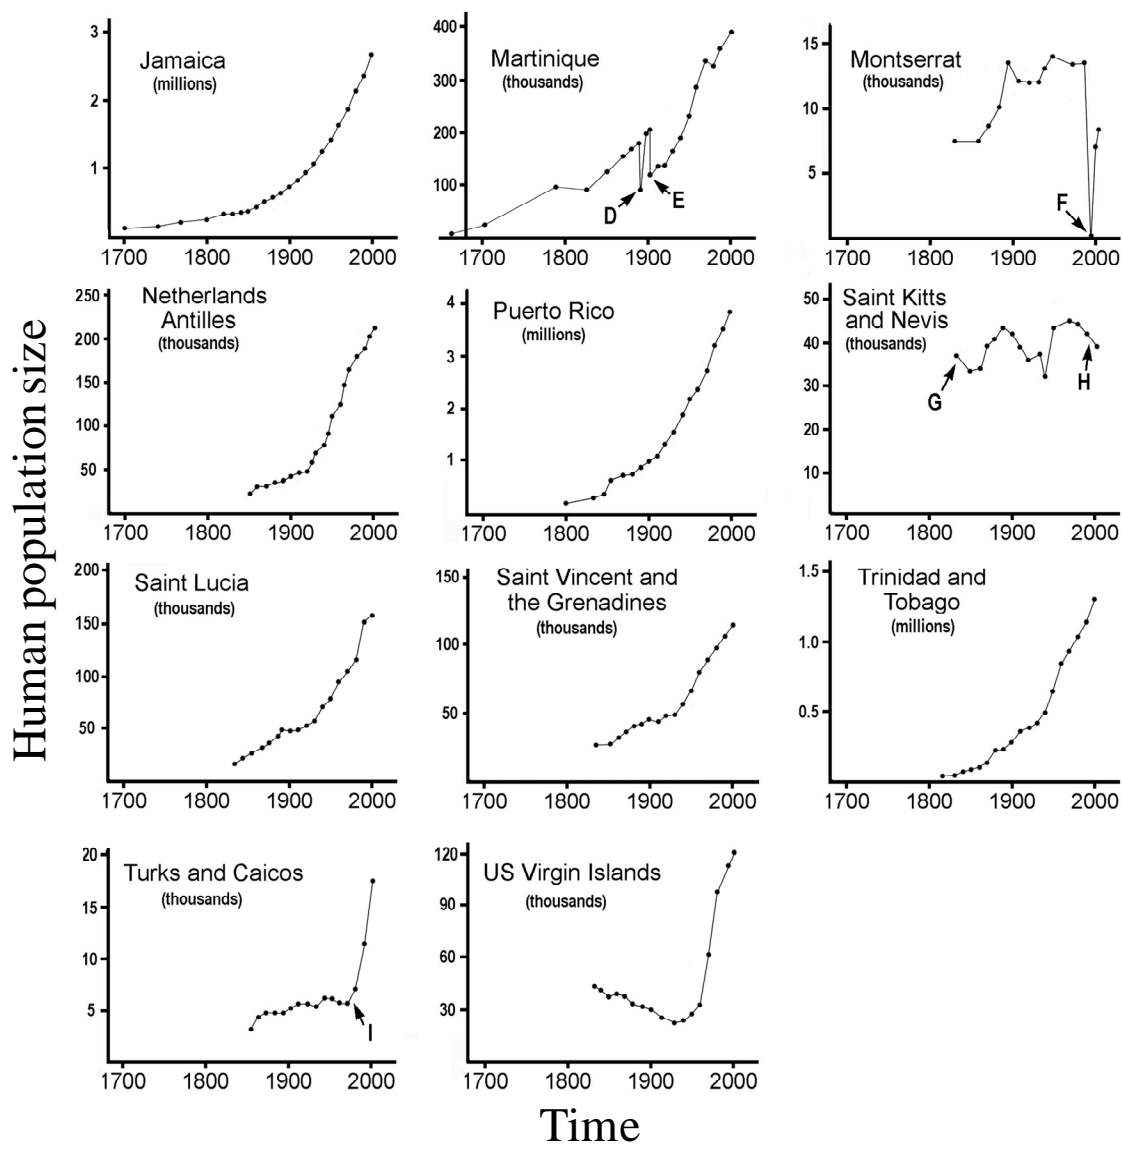 Human population size
Jamaica
(millions)
3
2
1
1700 1800 1900 2000
Martinique
(thousands)
400
300
200
100
D
E
1700 1800 1900 2000
Montserrat
(thousands)
15
10
5
F
1700 1800 1900 2000
Netherlands
Antilles
(thousands)
250
200
150
100
50
1700 1800 1900 2000
Puerto Rico
(millions)
4
3
2
1
1700 1800 1900 2000
Saint Kitts
and Nevis
(thousands)
50
40
30
20
10
G
H
1700 1800 1900 2000
Saint Lucia
(thousands)
200
150
100
50
1700 1800 1900 2000
Saint Vincent and
the Grenadines
(thousands)
150
100
50
1700 1800 1900 2000
Trinidad and
Tobago
(millions)
1.5
1.0
0.5
1700 1800 1900 2000
Turks and Caicos
(thousands)
20
15
10
5
I
1700 1800 1900 2000
US Virgin Islands
(thousands)
120
90
60
30
1700 1800 1900 2000
Time